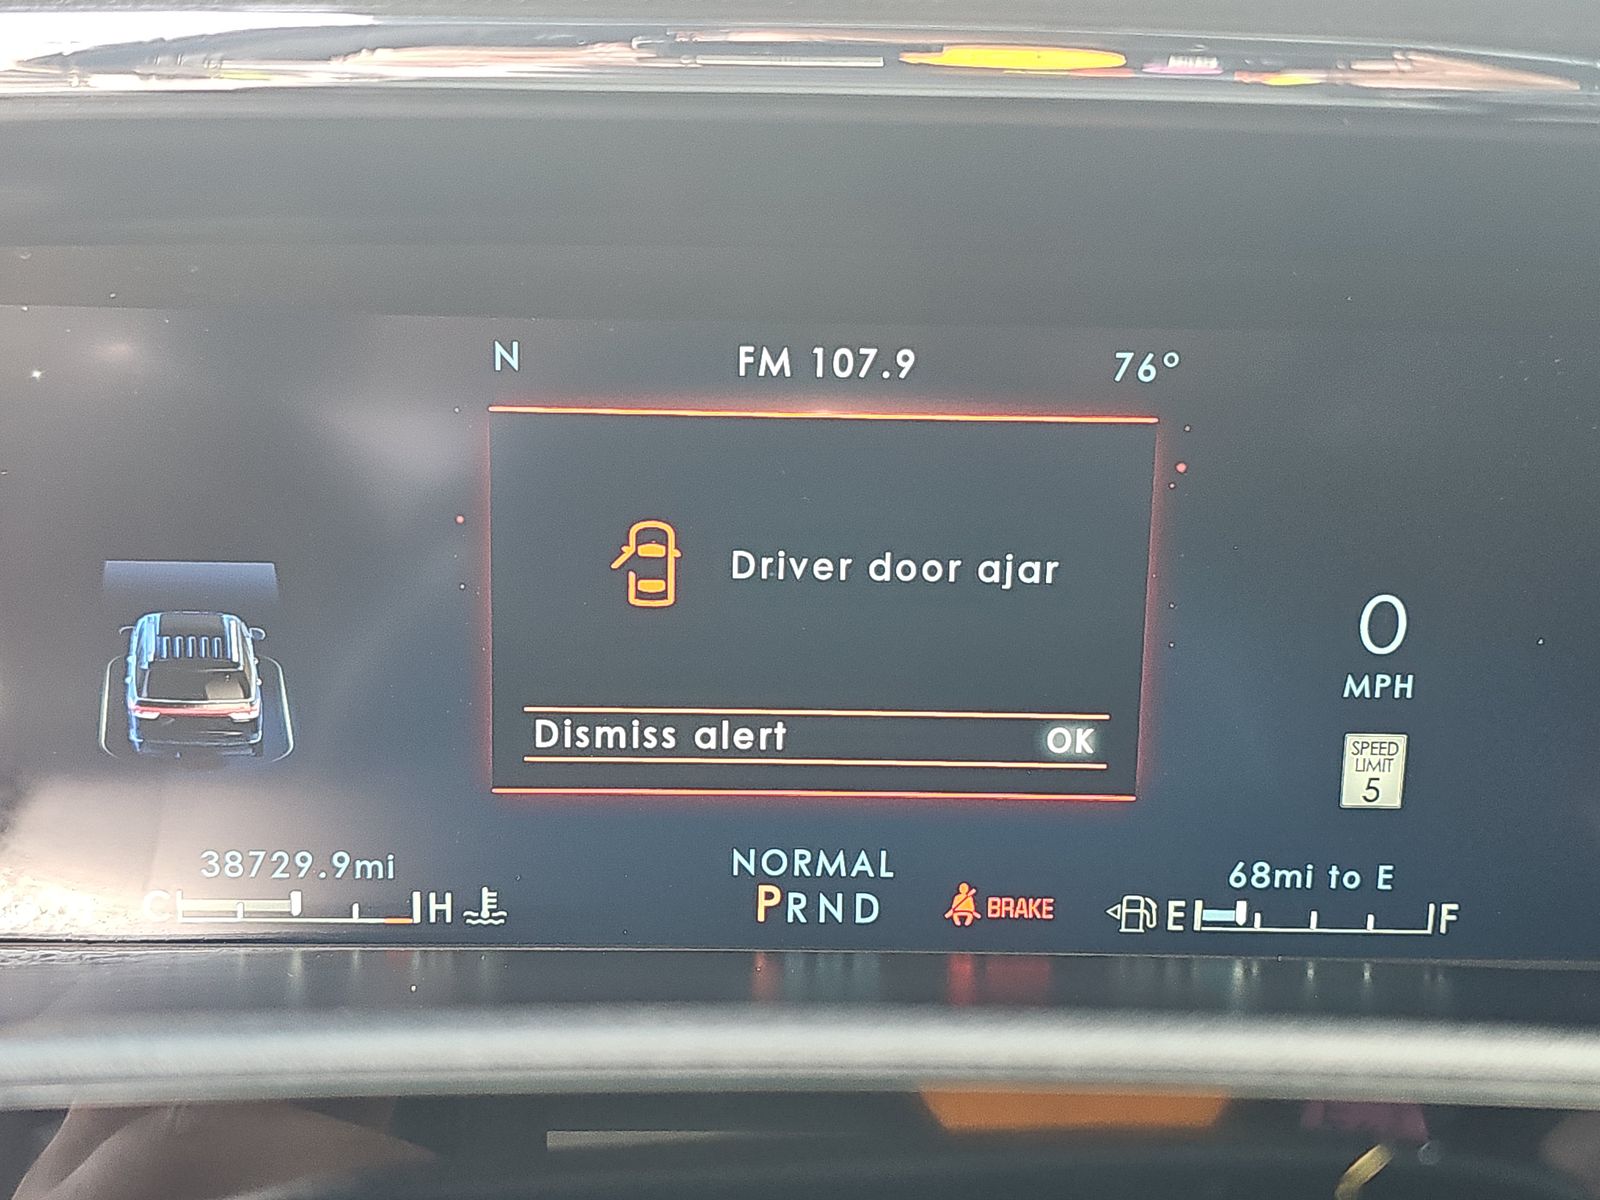 N FM 107.9 76°
Driver door ajar
Dismiss alert OK
0
MPH
SPEED
LIMIT
5
38729.9mi
C H
NORMAL
PRND
BRAKE
68mi to E
E F